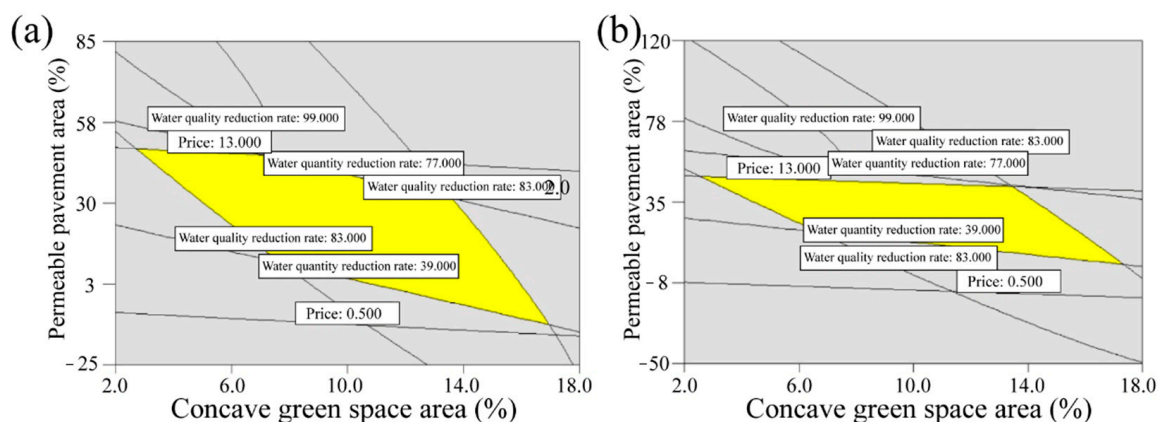 (a)
Permeable pavement area (%)
85
58
30
3
−25
Water quality reduction rate: 99.000
Price: 13.000
Water quantity reduction rate: 77.000
Water quality reduction rate: 83.000
2.0
Water quality reduction rate: 83.000
Water quantity reduction rate: 39.000
Price: 0.500
2.0 6.0 10.0 14.0 18.0
Concave green space area (%)
(b)
Permeable pavement area (%)
120
78
35
−8
−50
Water quality reduction rate: 99.000
Water quality reduction rate: 83.000
Water quantity reduction rate: 77.000
Price: 13.000
Water quantity reduction rate: 39.000
Water quality reduction rate: 83.000
Price: 0.500
2.0 6.0 10.0 14.0 18.0
Concave green space area (%)